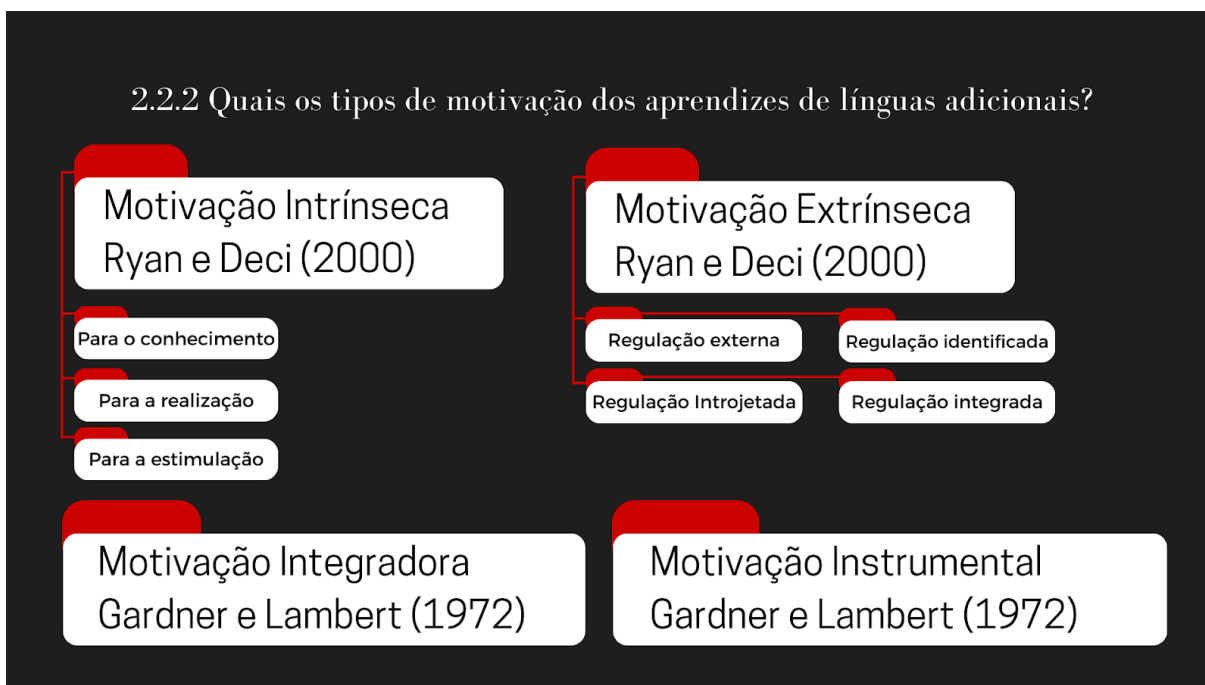 2.2.2 Quais os tipos de motivação dos aprendizes de línguas adicionais?
Motivação Intrínseca
Ryan e Deci (2000)
Para o conhecimento
Para a realização
Para a estimulação
Motivação Extrínseca
Ryan e Deci (2000)
Regulação externa
Regulação identificada
Regulação Introjetada
Regulação integrada
Motivação Integradora
Gardner e Lambert (1972)
Motivação Instrumental
Gardner e Lambert (1972)